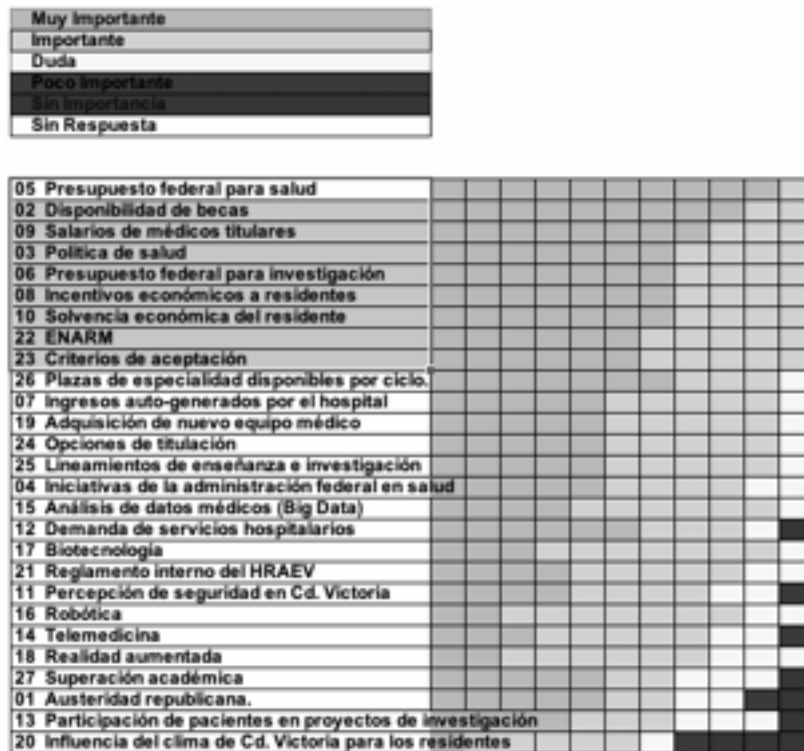 Muy Importante
Importante
Duda
Poco Importante
Sin Importancia
Sin Respuesta
05 Presupuesto federal para salud
02 Disponibilidad de becas
09 Salarios de médicos titulares
03 Politica de salud
06 Presupuesto federal para investigación
08 Incentivos económicos a residentes
10 Solvencia económica del residente
22 ENARM
23 Criterios de aceptación
26 Plazas de especialidad disponibles por ciclo.
07 Ingresos auto-generados por el hospital
19 Adquisición de nuevo equipo médico
24 Opciones de titulación
25 Lineamientos de enseñanza e investigación
04 Iniciativas de la administración federal en salud
15 Análisis de datos médicos (Big Data)
12 Demanda de servicios hospitalarios
17 Biotecnología
21 Reglamento interno del HRAEV
11 Percepción de seguridad en Cd. Victoria
16 Robótica
14 Telemedicina
18 Realidad aumentada
27 Superación académica
01 Austeridad republicana.
13 Participación de pacientes en proyectos de investigación
20 Influencia del clima de Cd. Victoria para los residentes